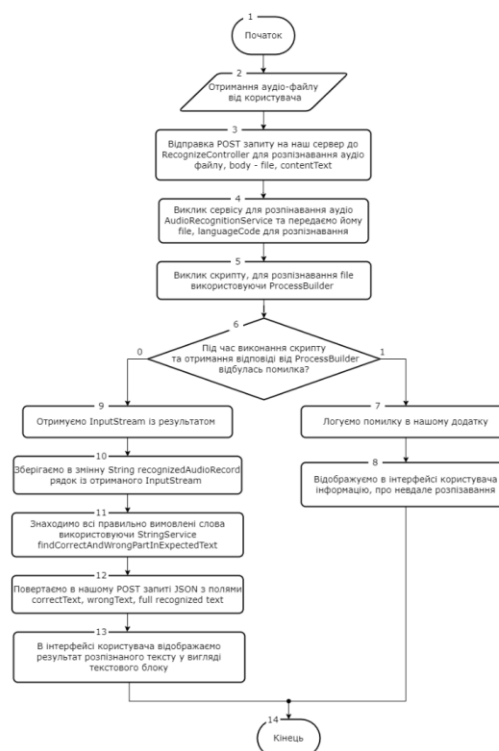 1
Початок
2
Отримання аудіо-файлу
від користувача
3
Відправка POST запиту на наш сервер до
RecognizeController для розпізнавання аудіо
файлу, body - file, contentText
4
Виклик сервісу для розпінавання аудіо
AudioRecognitionService та передаємо йому
file, languageCode для розпізнавання
5
Виклик скрипту, для розпізнавання file
використовуючи ProcessBuilder
6
Під час виконання скрипту
та отримання відповіді від ProcessBuilder
відбулась помилка?
0
1
9
Отримуємо InputStream із результатом
10
Зберігаємо в змінну String recognizedAudioRecord
рядок із отриманого InputStream
11
Знаходимо всі правильно вимовлені слова
використовуючи StringService
findCorrectAndWrongPartInExpectedText
12
Повертаємо в нашому POST запиті JSON з полями
correctText, wrongText, full recognized text
13
В інтерфейсі користувача відображаємо
результат розпізнаного тексту у вигляді
текстового блоку
7
Логуємо помилку в нашому додатку
8
Відображуємо в інтерфейсі користувача
інформацію, про невдале розпізавання
14
Кінець